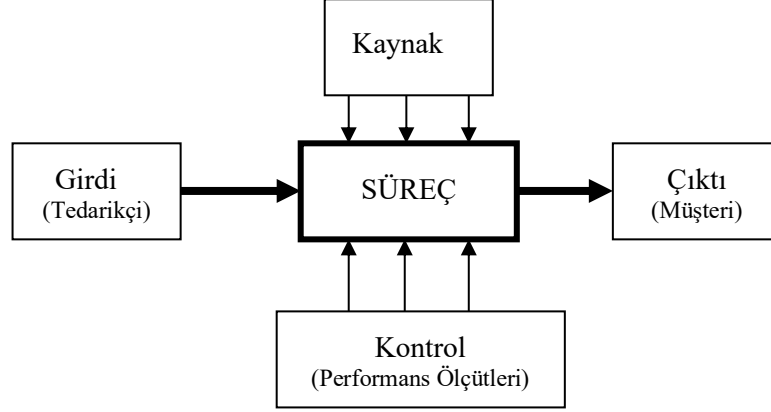 Kaynak
Girdi
(Tedarikçi)
SÜREÇ
Çıktı
(Müşteri)
Kontrol
(Performans Ölçütleri)